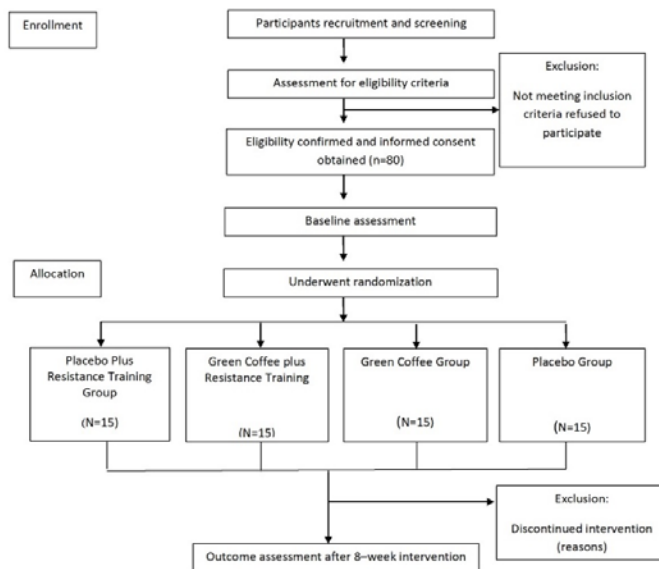 Enrollment
Participants recruitment and screening
Assessment for eligibility criteria
Exclusion:
Not meeting inclusion
criteria refused to
participate
Eligibility confirmed and informed consent
obtained (n=80)
Baseline assessment
Allocation
Underwent randomization
Placebo Plus
Resistance Training
Group
(N=15)
Green Coffee plus
Resistance Training
(N=15)
Green Coffee Group
(N=15)
Placebo Group
(N=15)
Exclusion:
Discontinued intervention
(reasons)
Outcome assessment after 8–week intervention